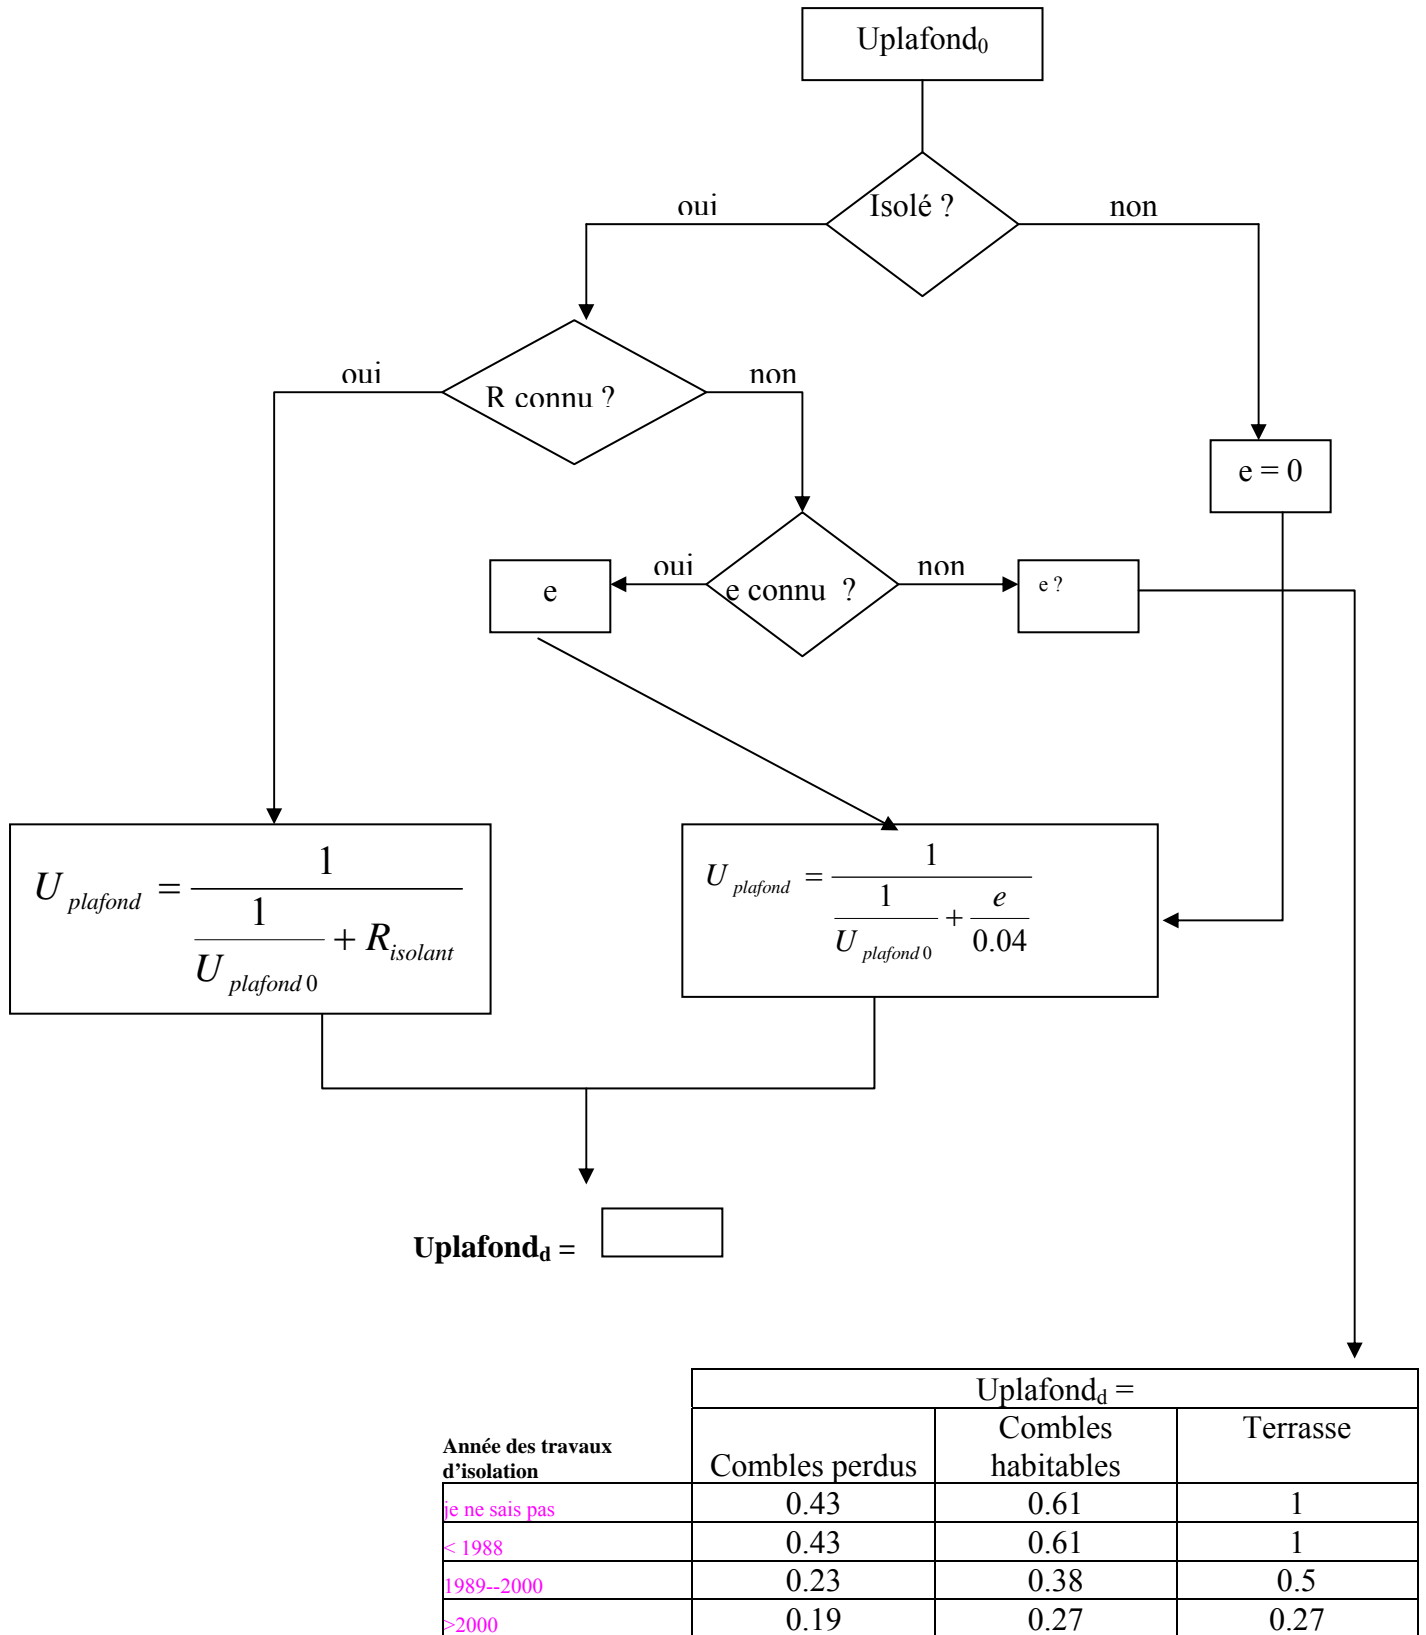 Uplafond₀
Isolé ?
oui
non
R connu ?
oui
non
e = 0
e connu ?
oui
non
e
e ?
U plafond = 1 / (1 / U plafond 0 + R isolant)
U plafond = 1 / (1 / U plafond 0 + e / 0.04)
Uplafond_d =
Uplafond_d =
Année des travaux d’isolation | Combles perdus | Combles habitables | Terrasse
je ne sais pas 0.43 0.61 1
< 1988 0.43 0.61 1
1989--2000 0.23 0.38 0.5
>2000 0.19 0.27 0.27